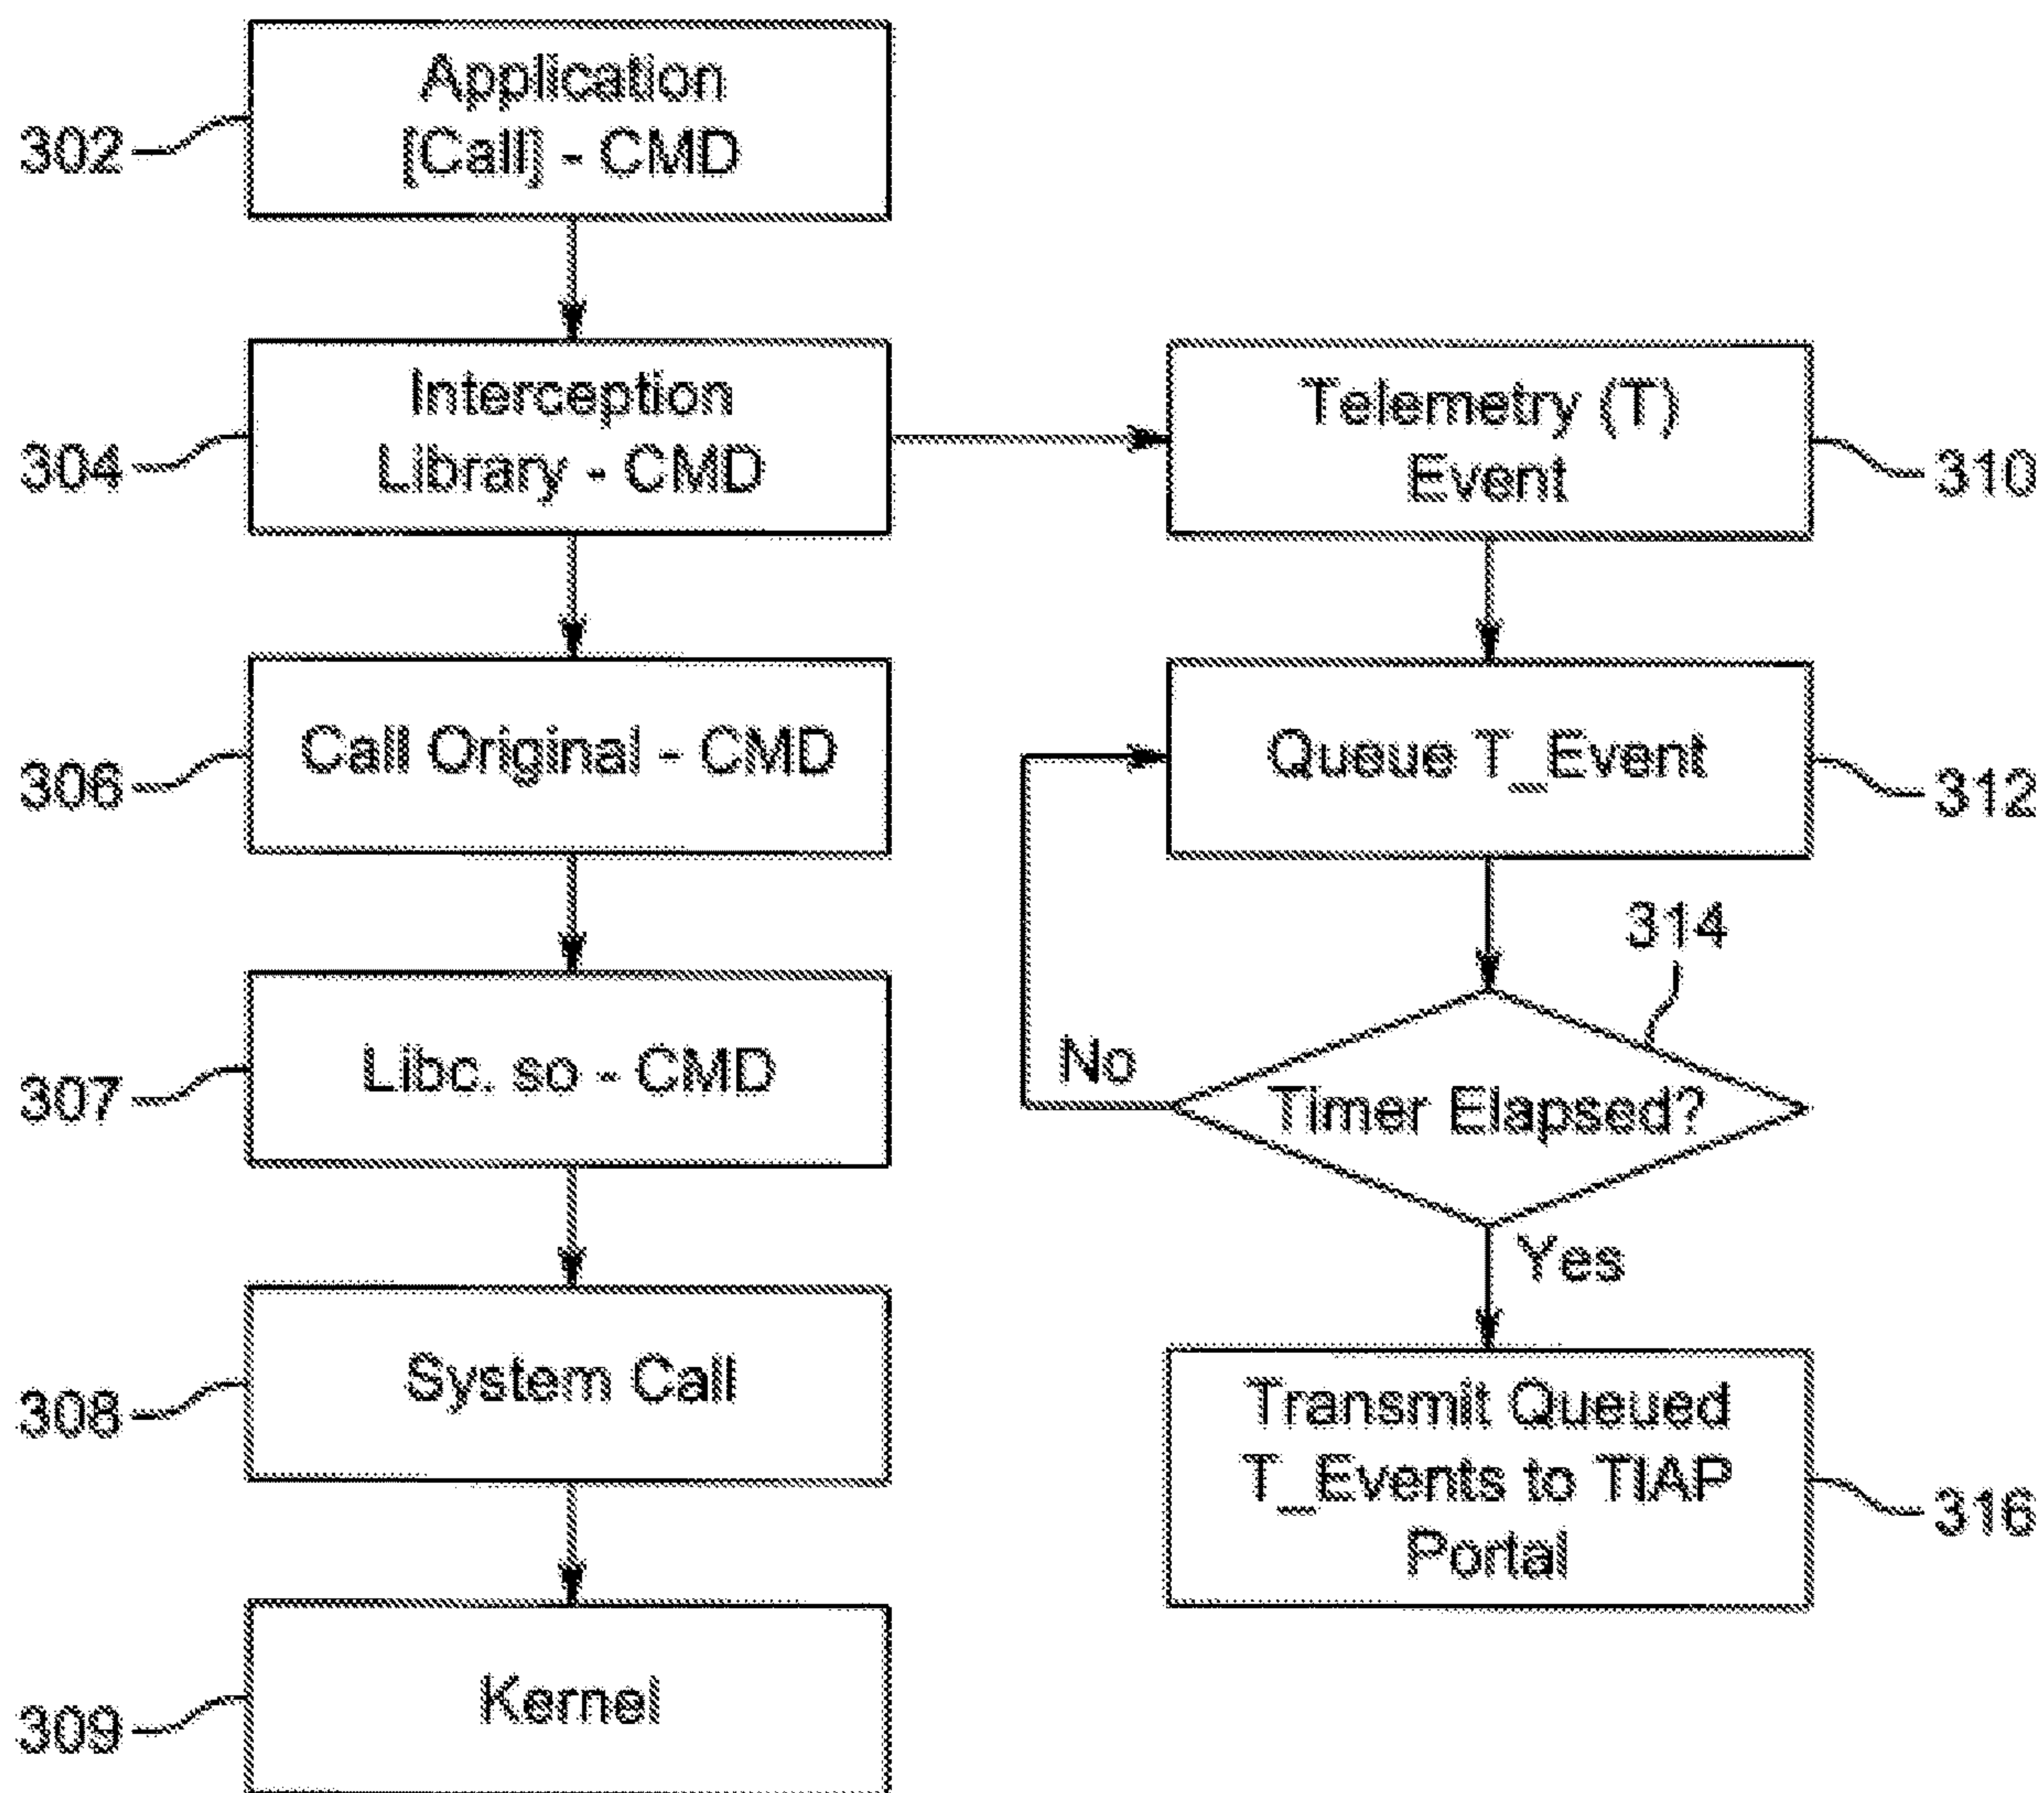 Application
[Call] - CMD
302
Interception
Library - CMD
304
Telemetry (T)
Event
310
Call Original - CMD
306
Queue T_Event
312
314
Libc. so - CMD
307
No
Timer Elapsed?
Yes
System Call
308
Transmit Queued
T_Events to TIAP
Portal
316
Kernel
309